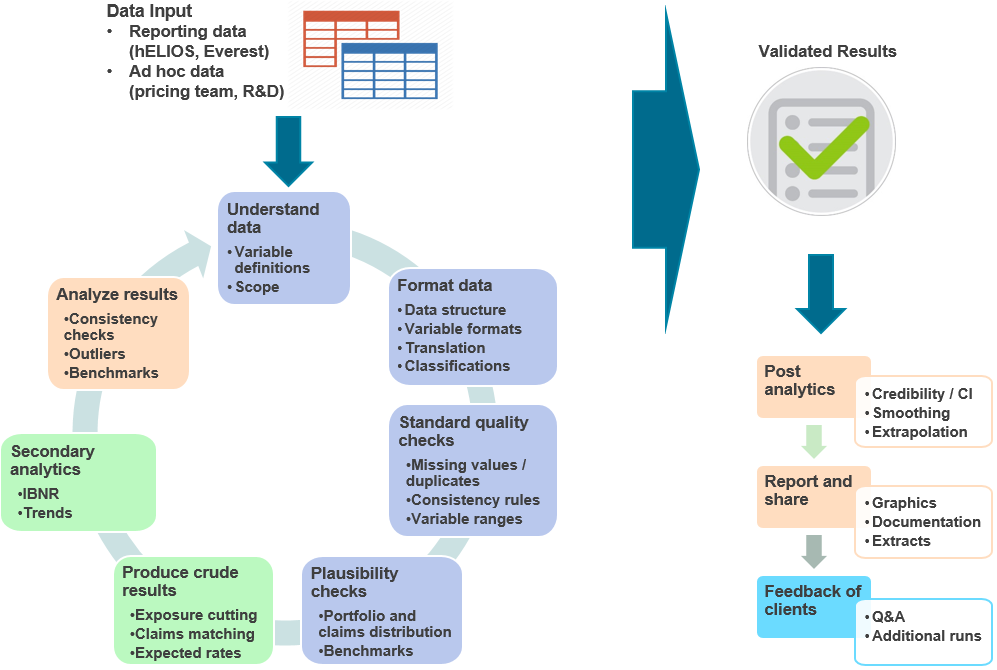 Data Input
• Reporting data
(hELIOS, Everest)
• Ad hoc data
(pricing team, R&D)
Understand
data
• Variable
definitions
• Scope
Format data
• Data structure
• Variable formats
• Translation
• Classifications
Standard quality
checks
• Missing values /
duplicates
• Consistency rules
• Variable ranges
Plausibility
checks
• Portfolio and
claims distribution
• Benchmarks
Produce crude
results
• Exposure cutting
• Claims matching
• Expected rates
Secondary
analytics
• IBNR
• Trends
Analyze results
• Consistency
checks
• Outliers
• Benchmarks
Validated Results
Post
analytics
• Credibility / CI
• Smoothing
• Extrapolation
Report and
share
• Graphics
• Documentation
• Extracts
Feedback of
clients
• Q&A
• Additional runs